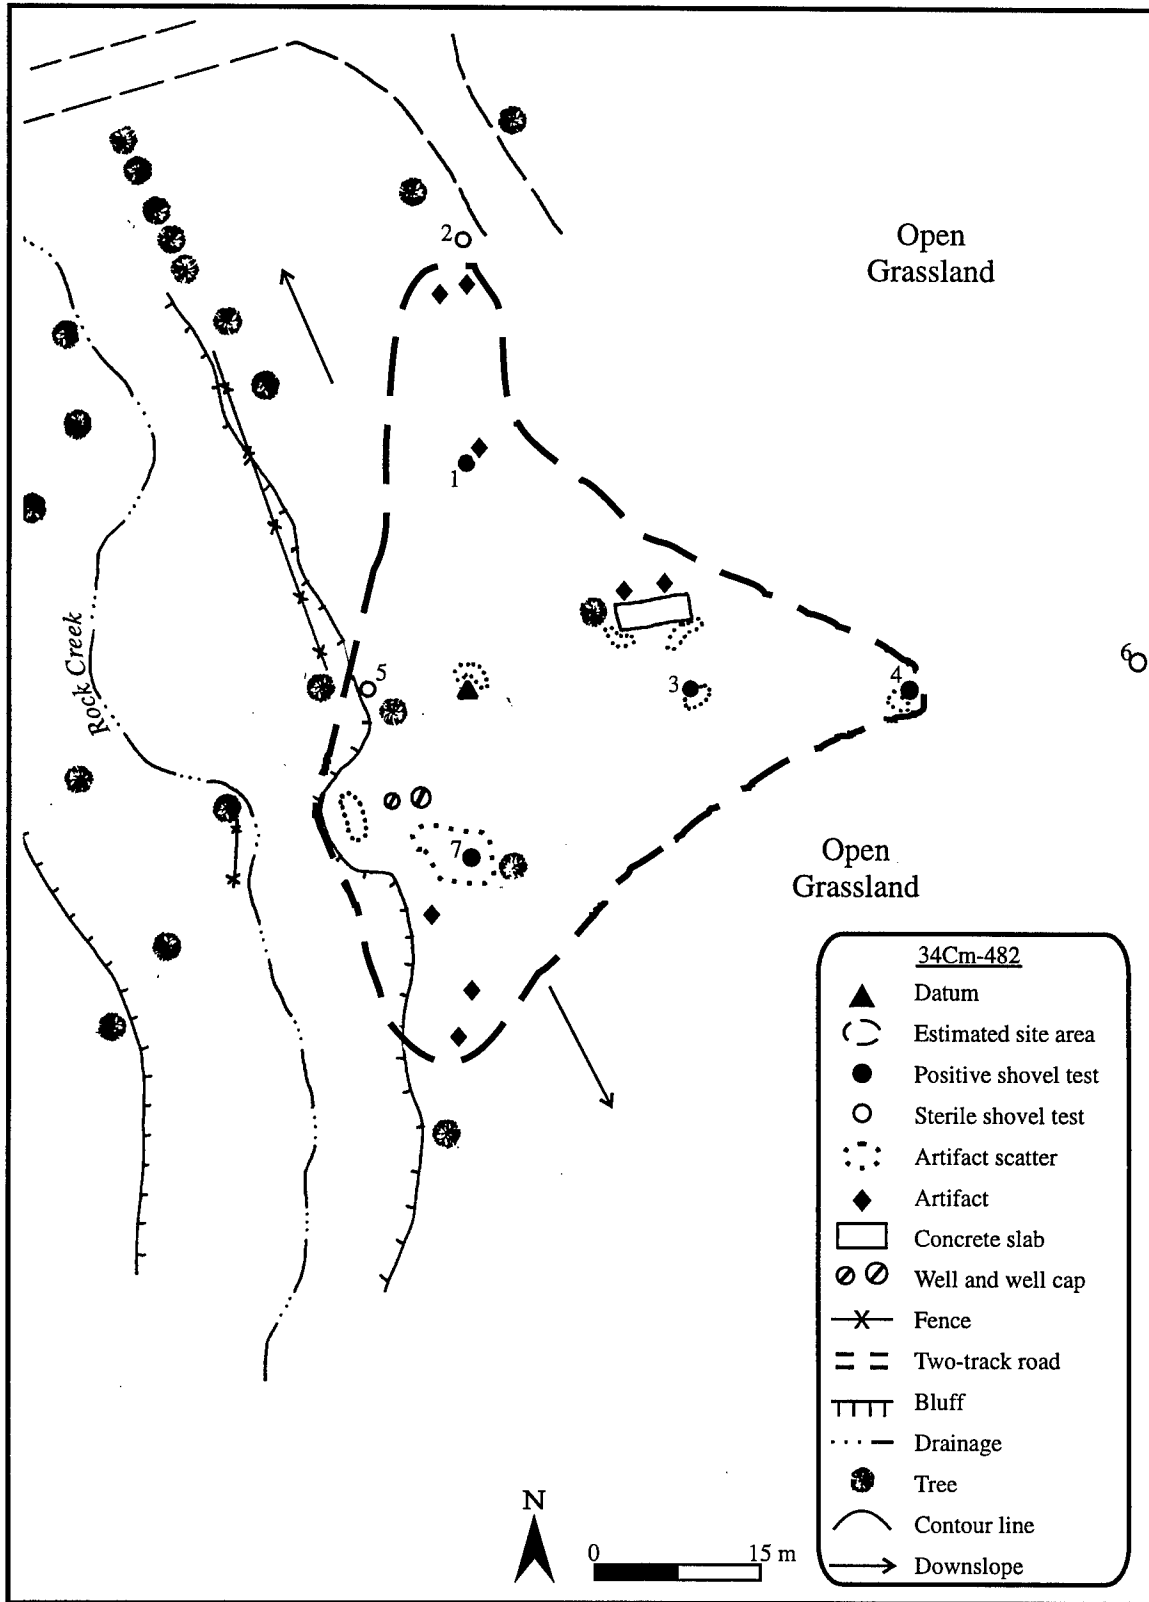 2
Open
Grassland
1
Rock Creek
5
3
4
6
7
Open
Grassland
34Cm-482
Datum
Estimated site area
Positive shovel test
Sterile shovel test
Artifact scatter
Artifact
Concrete slab
Well and well cap
Fence
Two-track road
Bluff
Drainage
Tree
Contour line
Downslope
N
0 15 m